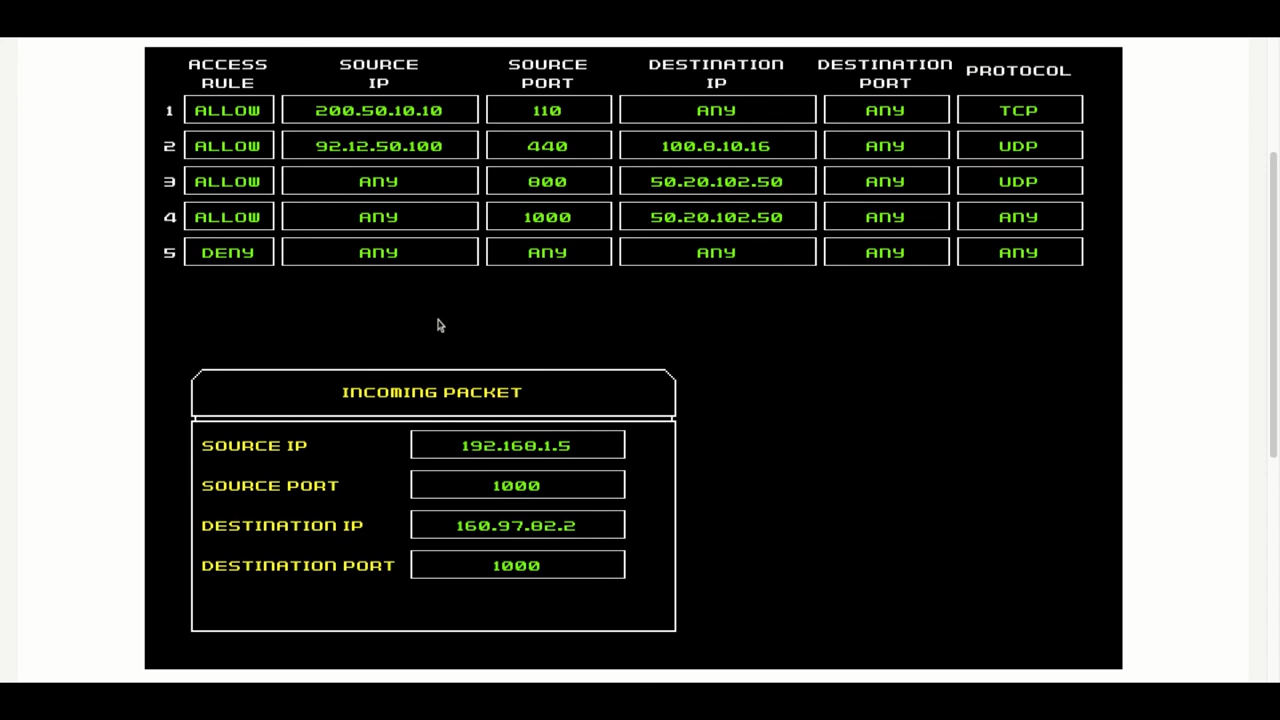 ACCESS RULE SOURCE IP SOURCE PORT DESTINATION IP DESTINATION PORT PROTOCOL
1 ALLOW 200.50.10.10 110 ANY ANY TCP
2 ALLOW 92.12.50.100 440 100.8.10.16 ANY UDP
3 ALLOW ANY 800 50.20.102.50 ANY UDP
4 ALLOW ANY 1000 50.20.102.50 ANY ANY
5 DENY ANY ANY ANY ANY ANY
INCOMING PACKET
SOURCE IP 192.168.1.5
SOURCE PORT 1000
DESTINATION IP 160.97.82.2
DESTINATION PORT 1000